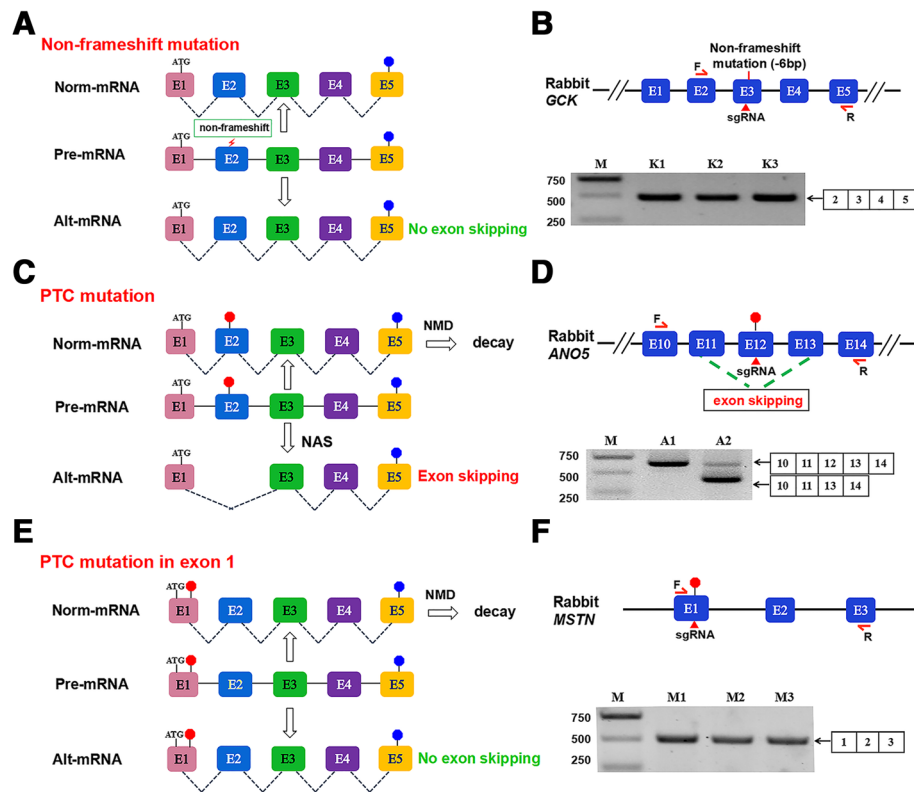 A
Non-frameshift mutation
ATG
Norm-mRNA E1 E2 E3 E4 E5
non-frameshift
ATG
Pre-mRNA E1 E2 E3 E4 E5
ATG
Alt-mRNA E1 E2 E3 E4 E5 No exon skipping
B
Non-frameshift
mutation (-6bp)
F
Rabbit
GCK
E1 E2 E3 E4 E5
sgRNA R
M K1 K2 K3
750
500
250
2 3 4 5
C
PTC mutation
ATG
Norm-mRNA E1 E2 E3 E4 E5 NMD decay
ATG
Pre-mRNA E1 E2 E3 E4 E5
NAS
ATG
Alt-mRNA E1 E3 E4 E5 Exon skipping
D
F
Rabbit
ANO5
E10 E11 E12 E13 E14
sgRNA R
exon skipping
M A1 A2
750
500
250
10 11 12 13 14
10 11 13 14
E
PTC mutation in exon 1
ATG
Norm-mRNA E1 E2 E3 E4 E5 NMD decay
ATG
Pre-mRNA E1 E2 E3 E4 E5
ATG
Alt-mRNA E1 E2 E3 E4 E5 No exon skipping
F
F
Rabbit
MSTN
E1 E2 E3
sgRNA R
M M1 M2 M3
750
500
250
1 2 3